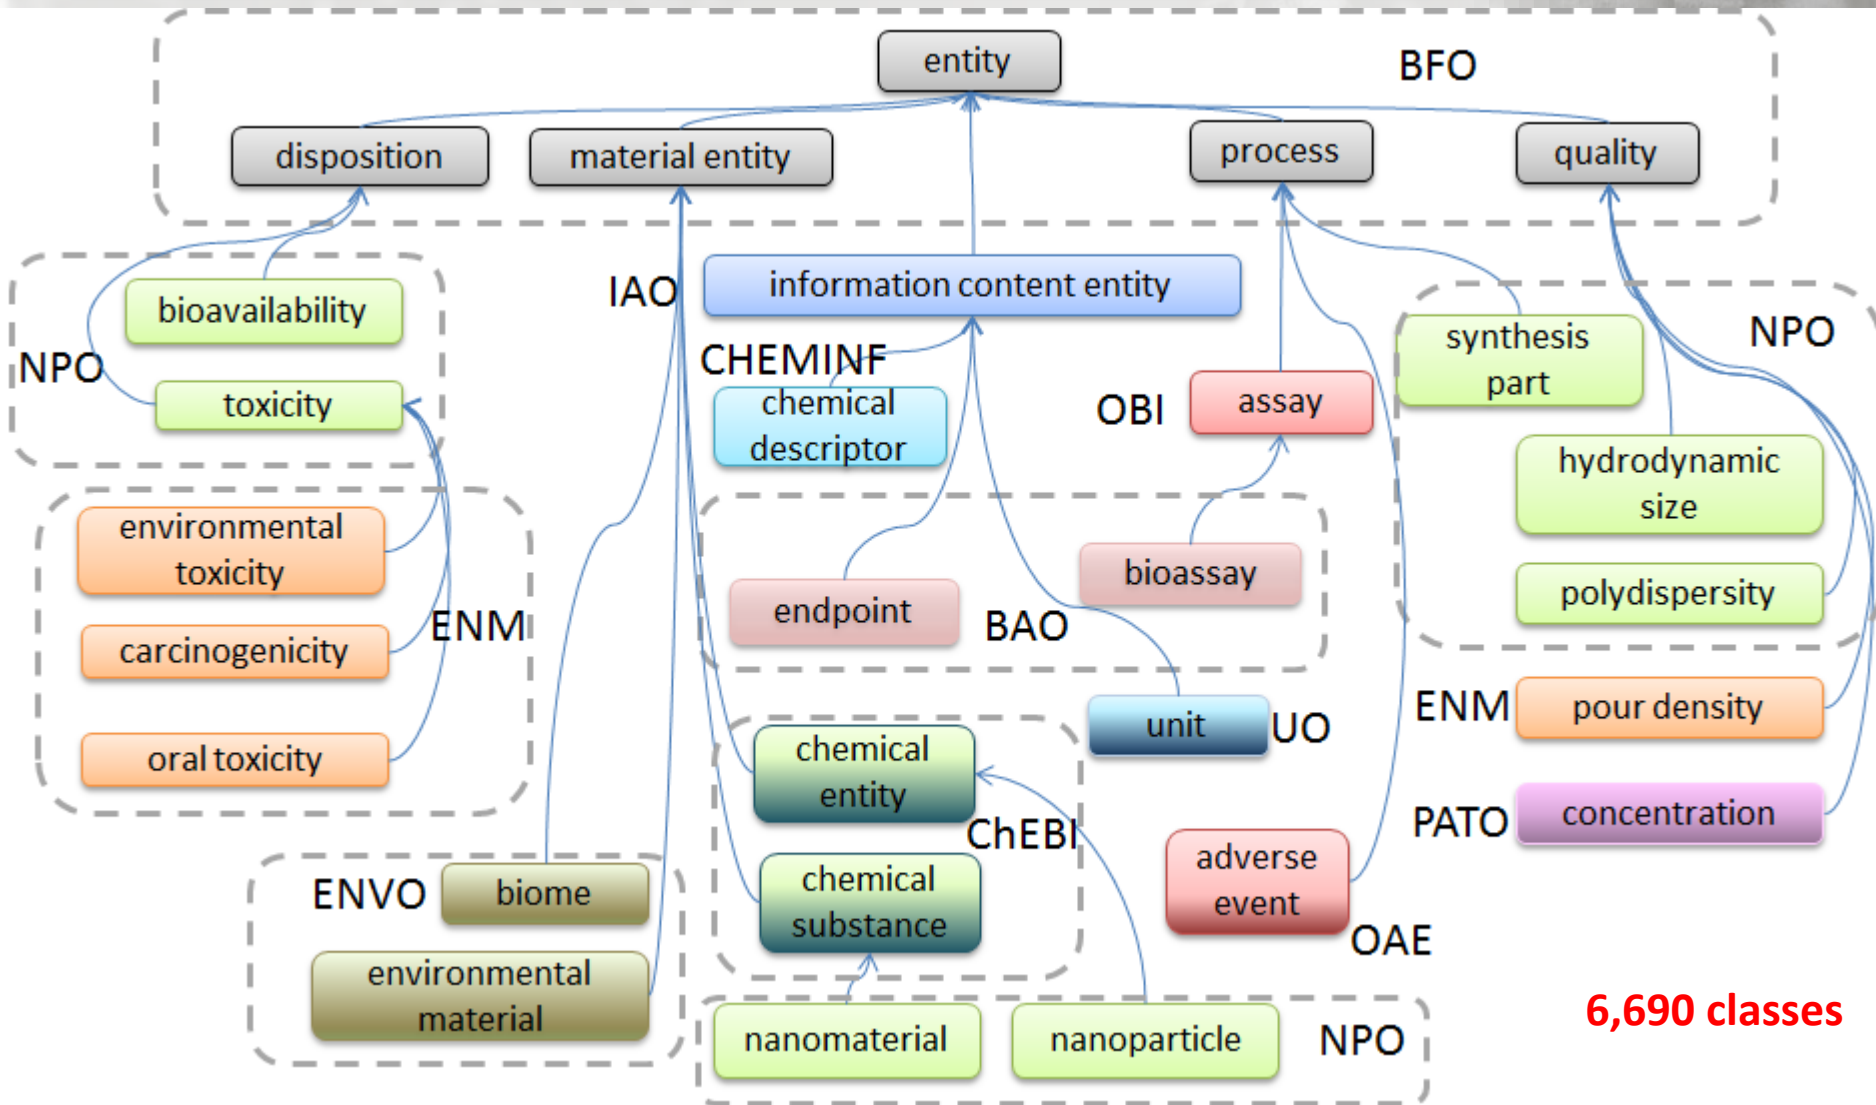 entity
BFO
disposition
material entity
process
quality
bioavailability
NPO
toxicity
IAO
information content entity
CHEMINF
chemical
descriptor
OBI
assay
synthesis
part
NPO
hydrodynamic
size
polydispersity
environmental
toxicity
carcinogenicity
ENM
oral toxicity
endpoint
BAO
bioassay
unit
UO
ENM
pour density
PATO
concentration
chemical
entity
ChEBI
chemical
substance
adverse
event
OAE
ENVO
biome
environmental
material
nanomaterial
nanoparticle
NPO
6,690 classes